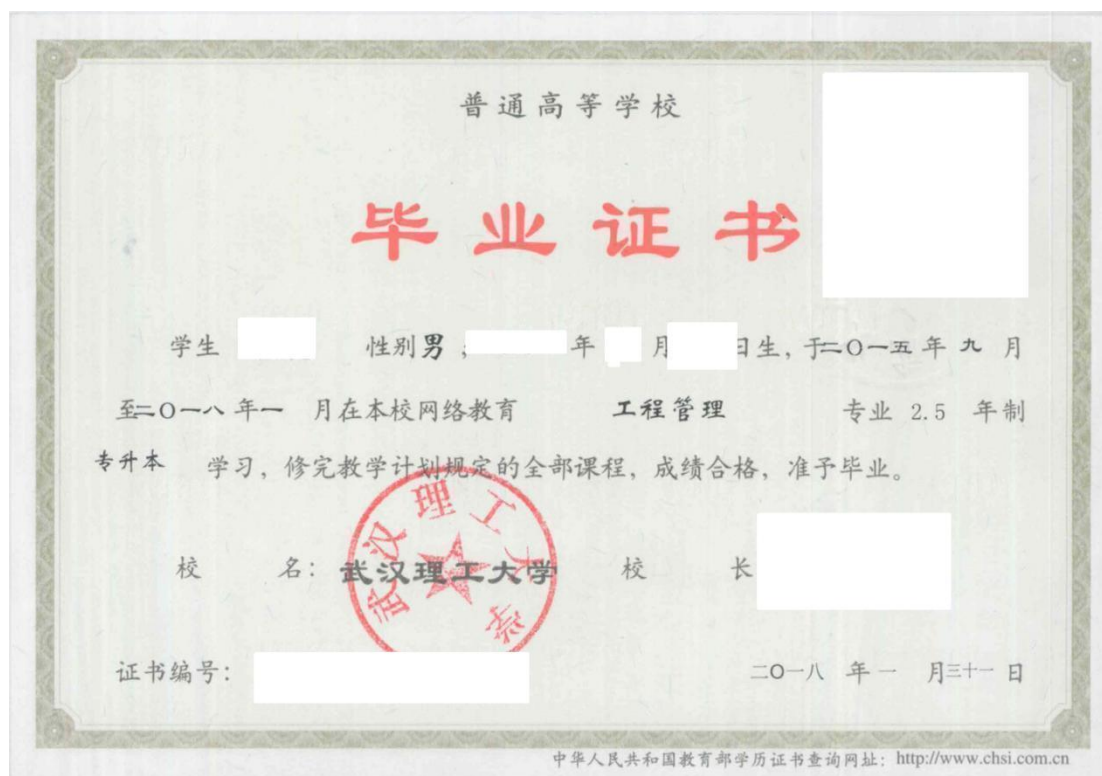 普通高等学校
毕业证书
学生 性别男, 年 月 日生,于二〇一五年九月
至二〇一八年一 月在本校网络教育 工程管理 专业 2.5 年制
专升本 学习,修完教学计划规定的全部课程,成绩合格,准予毕业。
武汉理工大学
校 名:武汉理工大学 校 长
证书编号: 二〇一八 年 一 月三十一 日
中华人民共和国教育部学历证书查询网址:http://www.chsi.com.cn